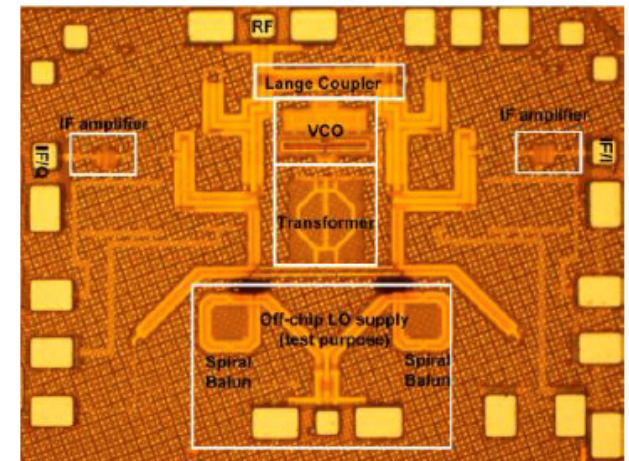 RF
Lange Coupler
IF amplifier
VCO
IF amplifier
IF/Q
IF/I
Transformer
Off-chip LO supply
(test purpose)
Spiral
Balun
Spiral
Balun